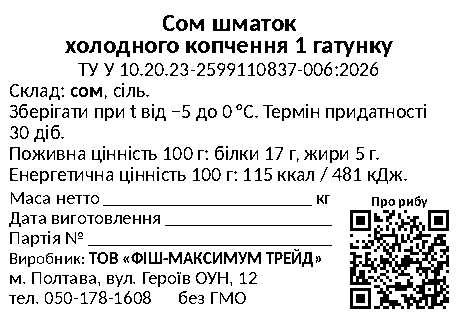 Сом шматок
холодного копчення 1 гатунку
ТУ У 10.20.23-2599110837-006:2026
Склад: сом, сіль.
Зберігати при t від −5 до 0 °С. Термін придатності
30 діб.
Поживна цінність 100 г: білки 17 г, жири 5 г.
Енергетична цінність 100 г: 115 ккал / 481 кДж.
Маса нетто ______________________ кг
Про рибу
Дата виготовлення _________________
Партія № _________________________
Виробник: ТОВ «ФІШ-МАКСИМУМ ТРЕЙД»
м. Полтава, вул. Героїв ОУН, 12
тел. 050-178-1608 без ГМО